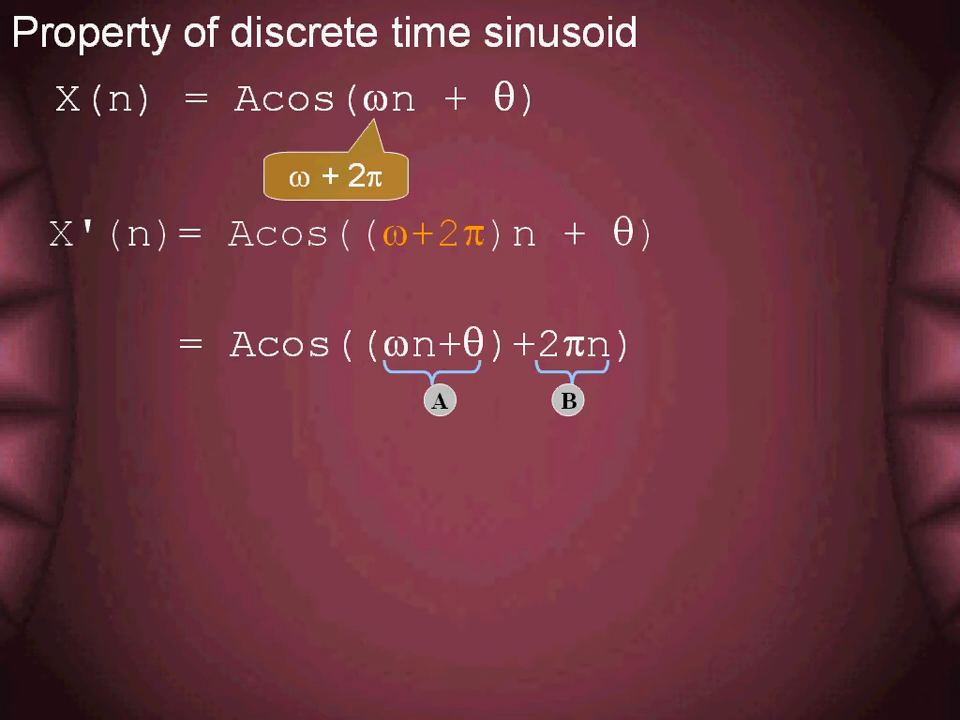 Property of discrete time sinusoid
X(n) = Acos(ωn + θ)
ω + 2π
X'(n)= Acos((ω+2π)n + θ)
= Acos((ωn+θ)+2πn)
A B